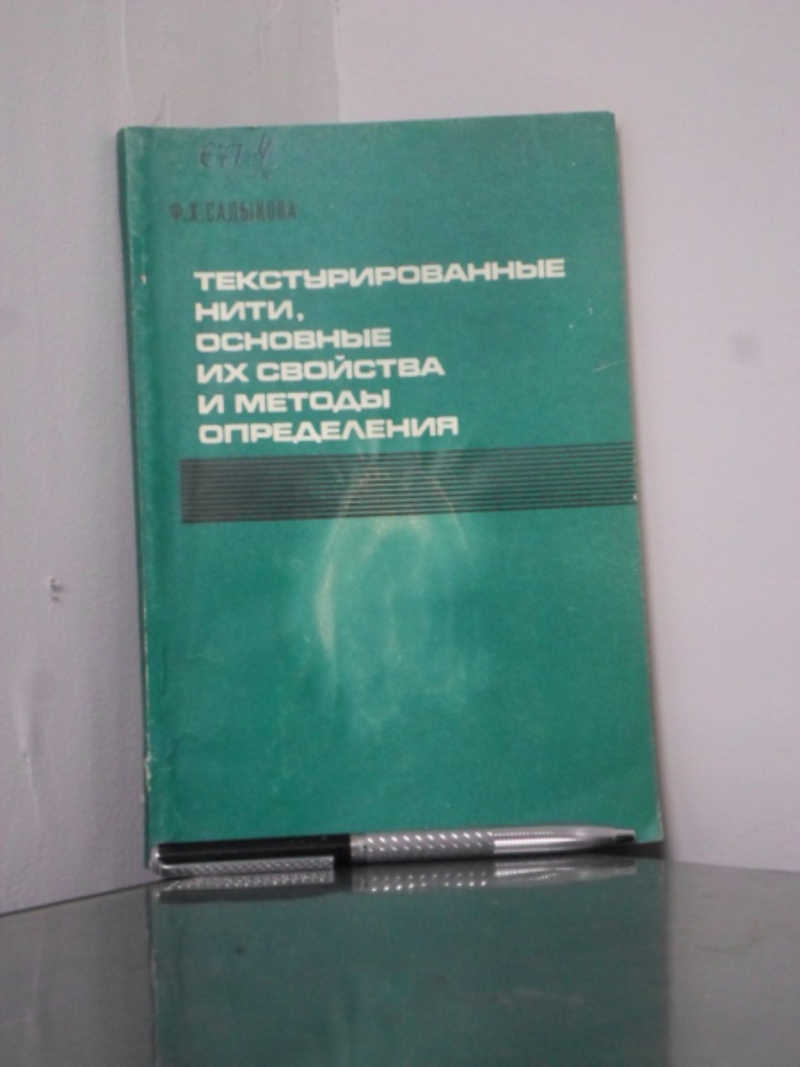 Ф.Х.САДЫКОВА
ТЕКСТУРИРОВАННЫЕ
НИТИ,
ОСНОВНЫЕ
ИХ СВОЙСТВА
И МЕТОДЫ
ОПРЕДЕЛЕНИЯ